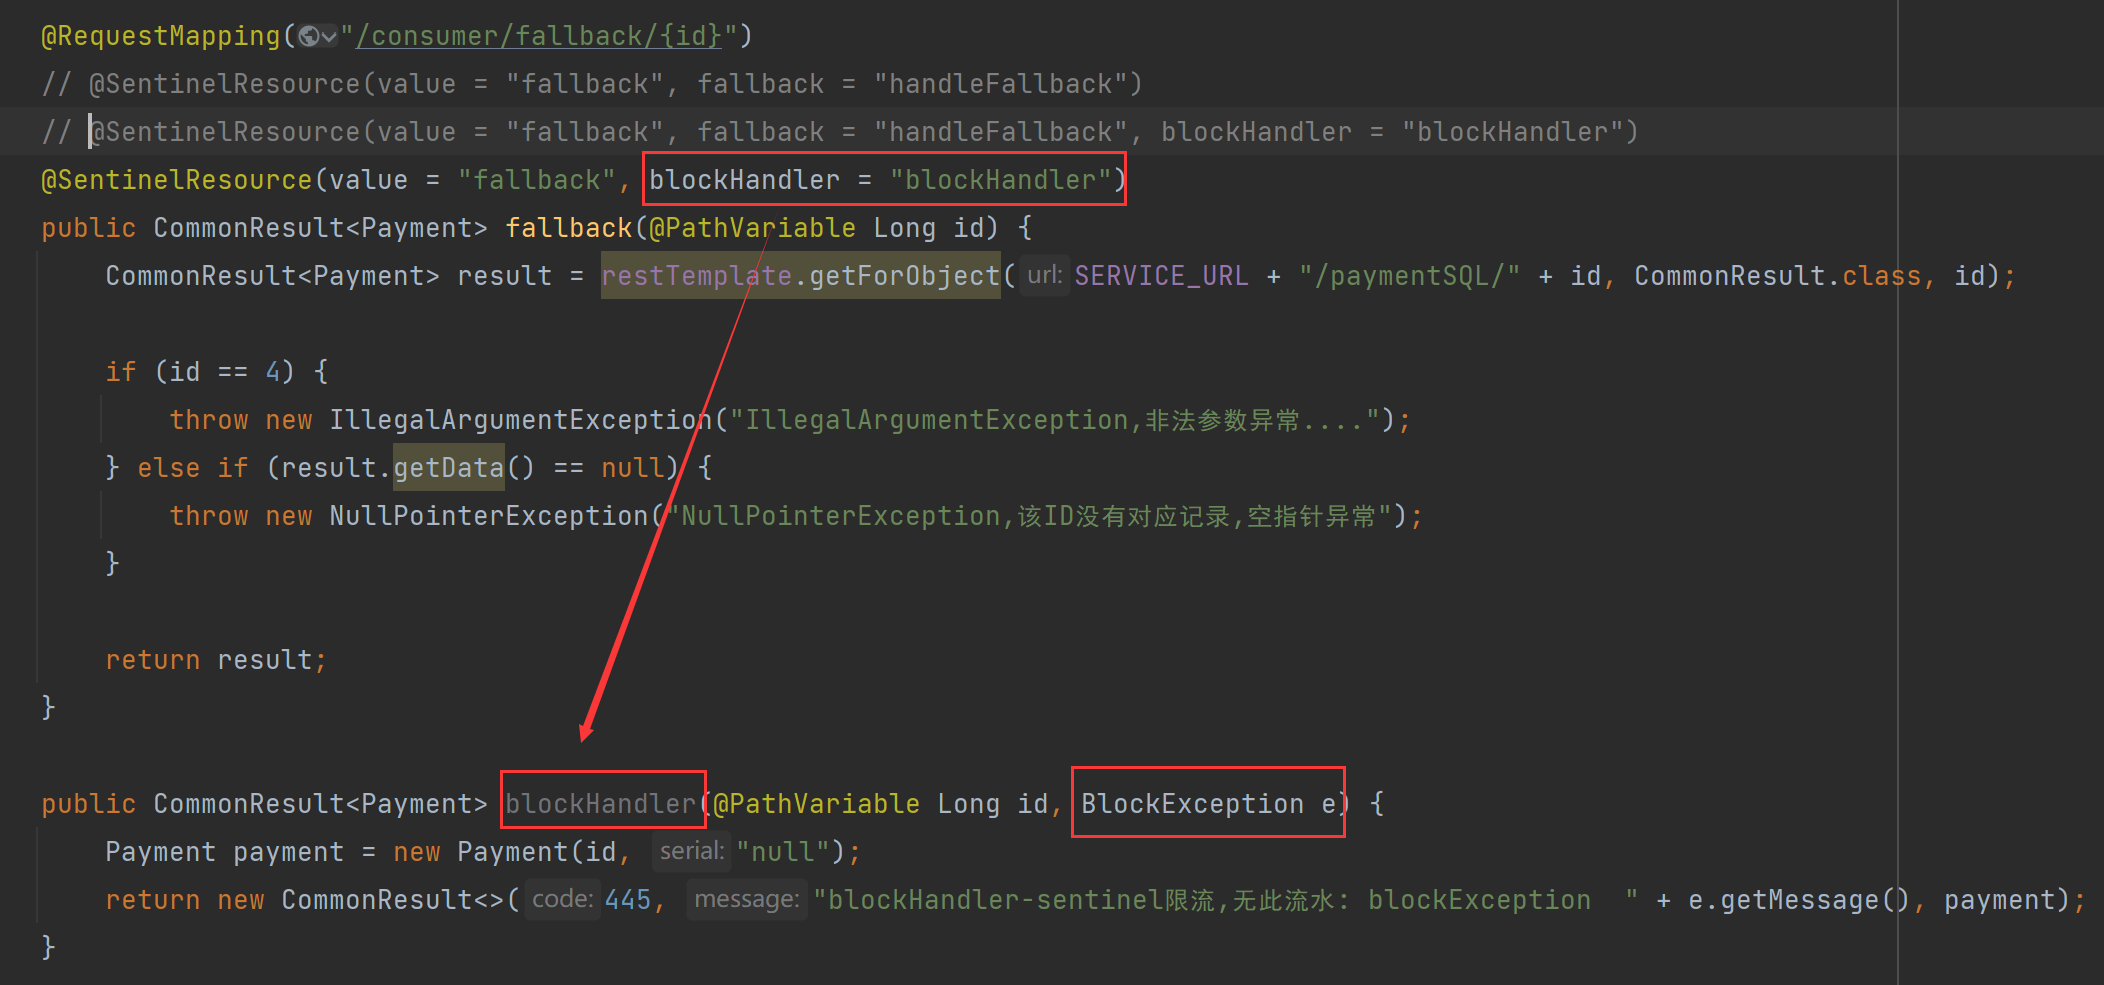 @RequestMapping("/consumer/fallback/{id}")
// @SentinelResource(value = "fallback", fallback = "handleFallback")
// @SentinelResource(value = "fallback", fallback = "handleFallback", blockHandler = "blockHandler")
@SentinelResource(value = "fallback", blockHandler = "blockHandler")
public CommonResult<Payment> fallback(@PathVariable Long id) {
CommonResult<Payment> result = restTemplate.getForObject( url: SERVICE_URL + "/paymentSQL/" + id, CommonResult.class, id);
if (id == 4) {
throw new IllegalArgumentException("IllegalArgumentException,非法参数异常....");
} else if (result.getData() == null) {
throw new NullPointerException("NullPointerException,该ID没有对应记录,空指针异常");
}
return result;
}
public CommonResult<Payment> blockHandler(@PathVariable Long id, BlockException e) {
Payment payment = new Payment(id, serial: "null");
return new CommonResult<>( code: 445, message: "blockHandler-sentinel限流,无此流水: blockException  " + e.getMessage(), payment);
}